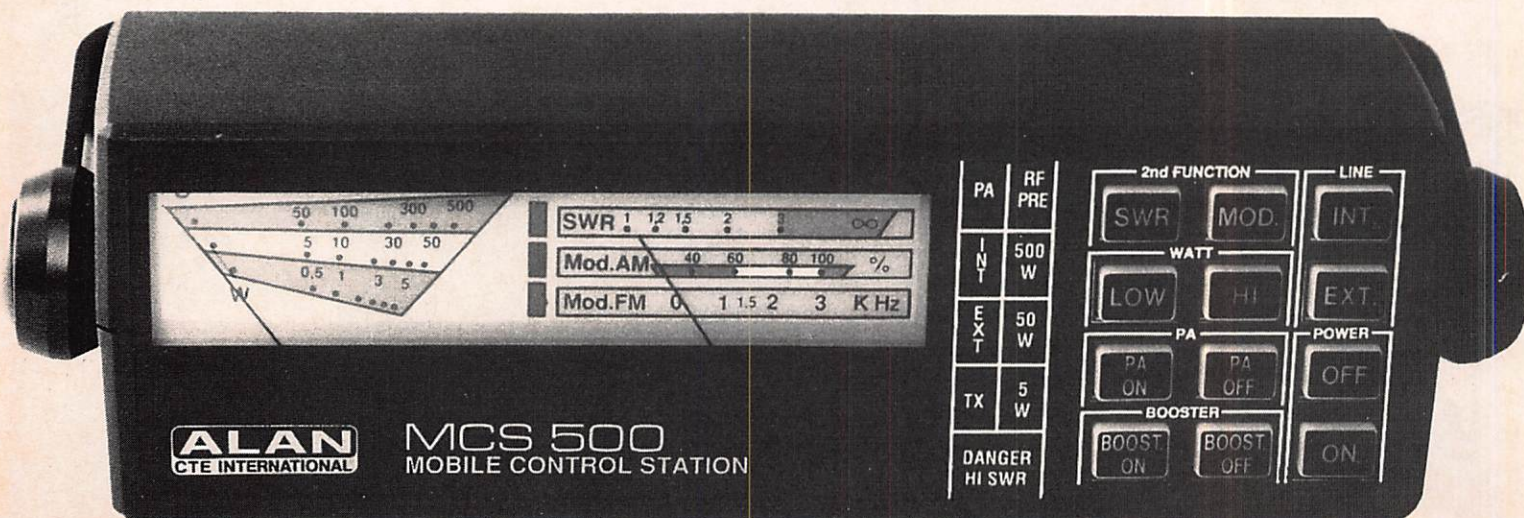 50 100 300 500
5 10 30 50
0,5 1 3 5
W
SWR 1 1,2 1,5 2 3 ∞
Mod.AM 40 60 80 100 %
Mod.FM 0 1 1.5 2 3 K Hz
PA RF PRE
INT 500 W
EXT 50 W
TX 5 W
DANGER
HI SWR
2nd FUNCTION
SWR MOD.
WATT
LOW HI
PA
PA ON PA OFF
BOOSTER
BOOST. ON BOOST. OFF
LINE
INT.
EXT.
POWER
OFF
ON
ALAN
CTE INTERNATIONAL
MCS 500
MOBILE CONTROL STATION